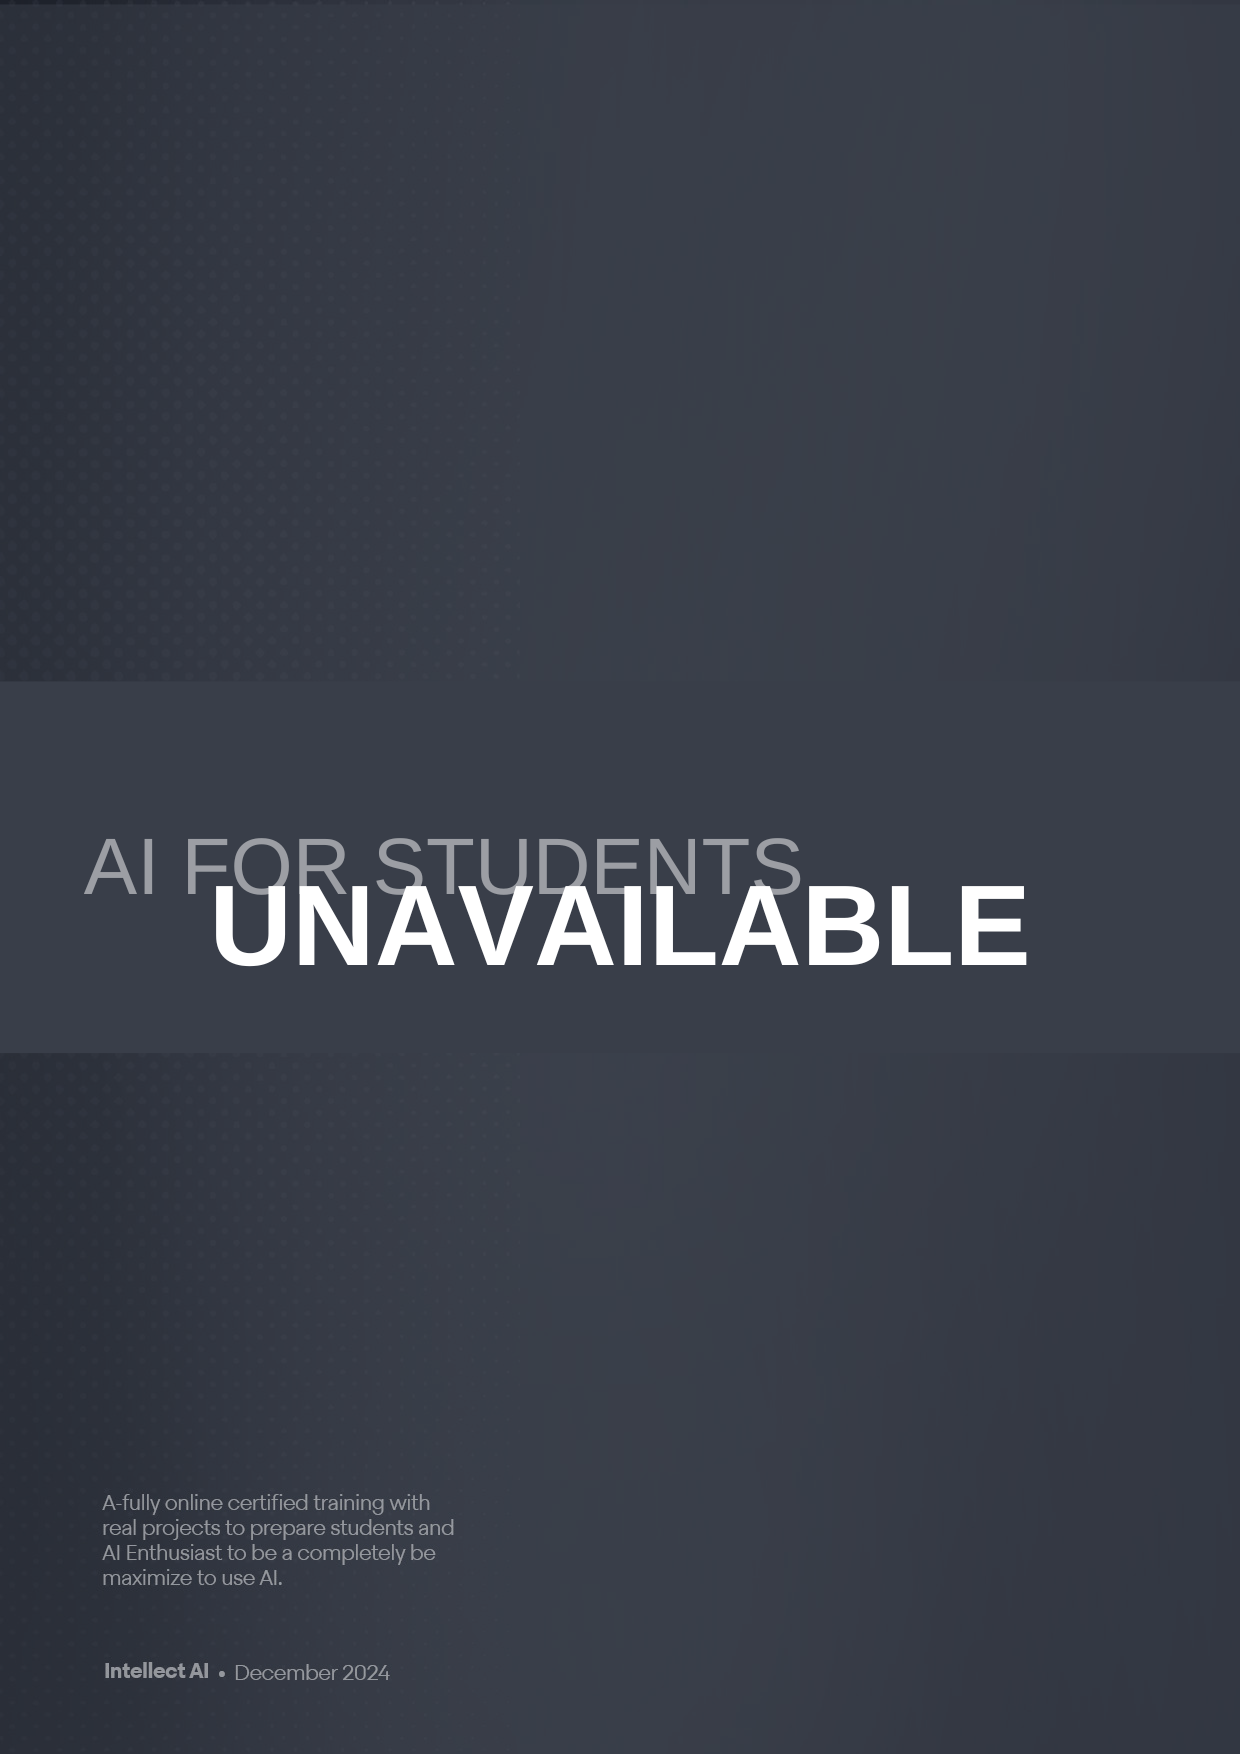 AI FOR STUDENTS
UNAVAILABLE
A-fully online certified training with
real projects to prepare students and
AI Enthusiast to be a completely be
maximize to use AI.
Intellect AI • December 2024